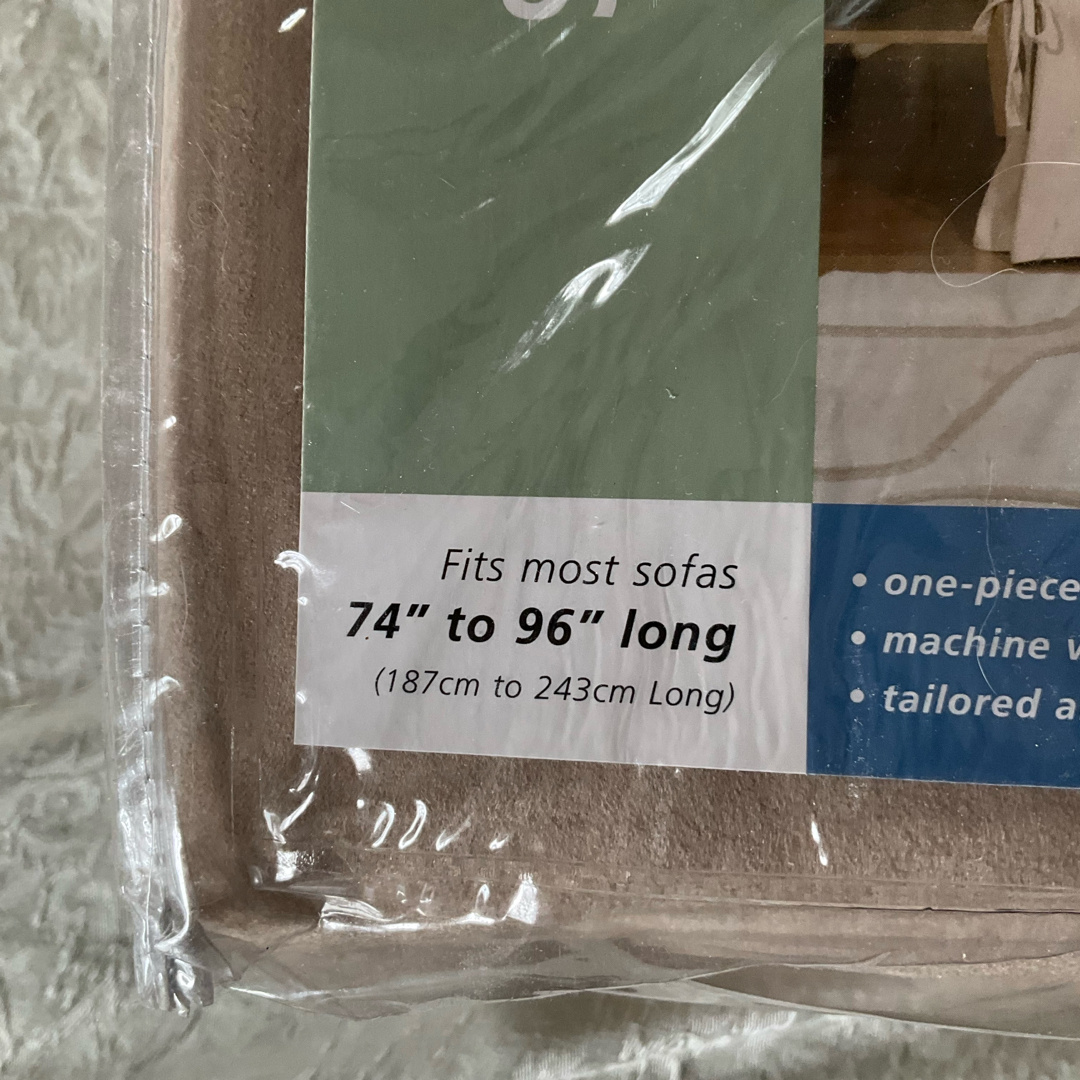 Fits most sofas
74” to 96” long
(187cm to 243cm Long)
• one-piece
• machine
• tailored